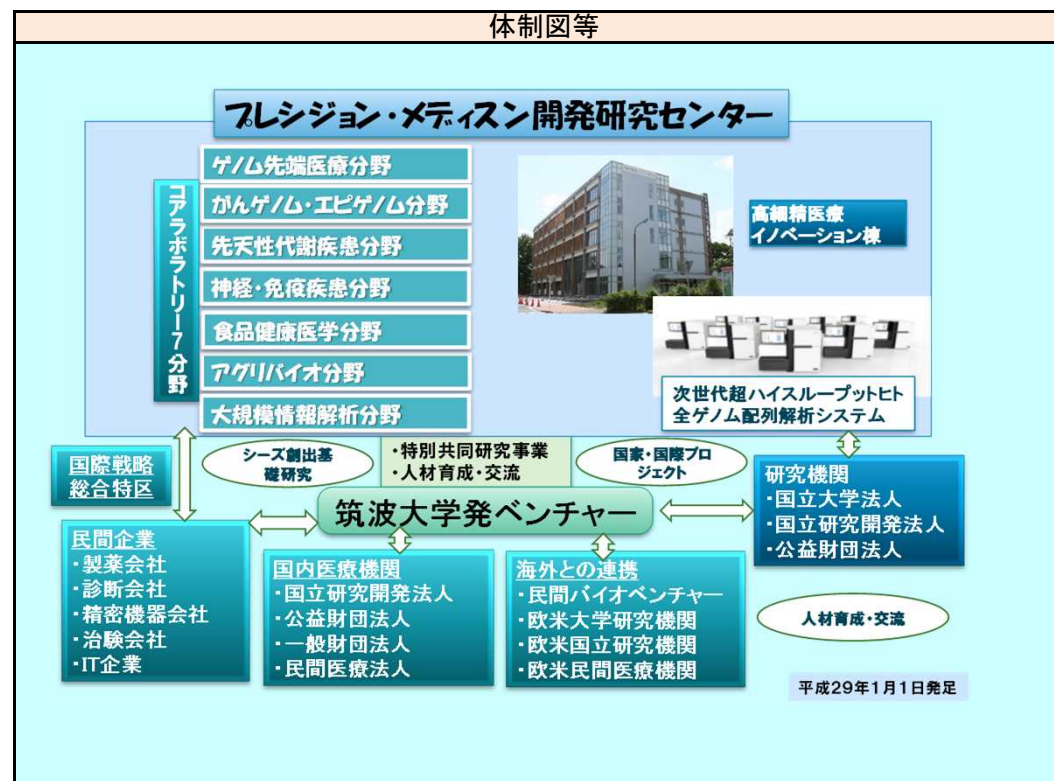 体制図等
プレシジョン・メディスン開発研究センター
コアラボラトリー7分野
ゲノム先端医療分野
がんゲノム・エピゲノム分野
先天性代謝疾患分野
神経・免疫疾患分野
食品健康医学分野
アグリバイオ分野
大規模情報解析分野
高細精医療
イノベーション棟
次世代超ハイスループットヒト
全ゲノム配列解析システム
国際戦略
総合特区
シーズ創出基
礎研究
・特別共同研究事業
・人材育成・交流
国家・国際プロ
ジェクト
筑波大学発ベンチャー
研究機関
・国立大学法人
・国立研究開発法人
・公益財団法人
民間企業
・製薬会社
・診断会社
・精密機器会社
・治験会社
・IT企業
国内医療機関
・国立研究開発法人
・公益財団法人
・一般財団法人
・民間医療法人
海外との連携
・民間バイオベンチャー
・欧米大学研究機関
・欧米国立研究機関
・欧米民間医療機関
人材育成・交流
平成29年1月1日発足